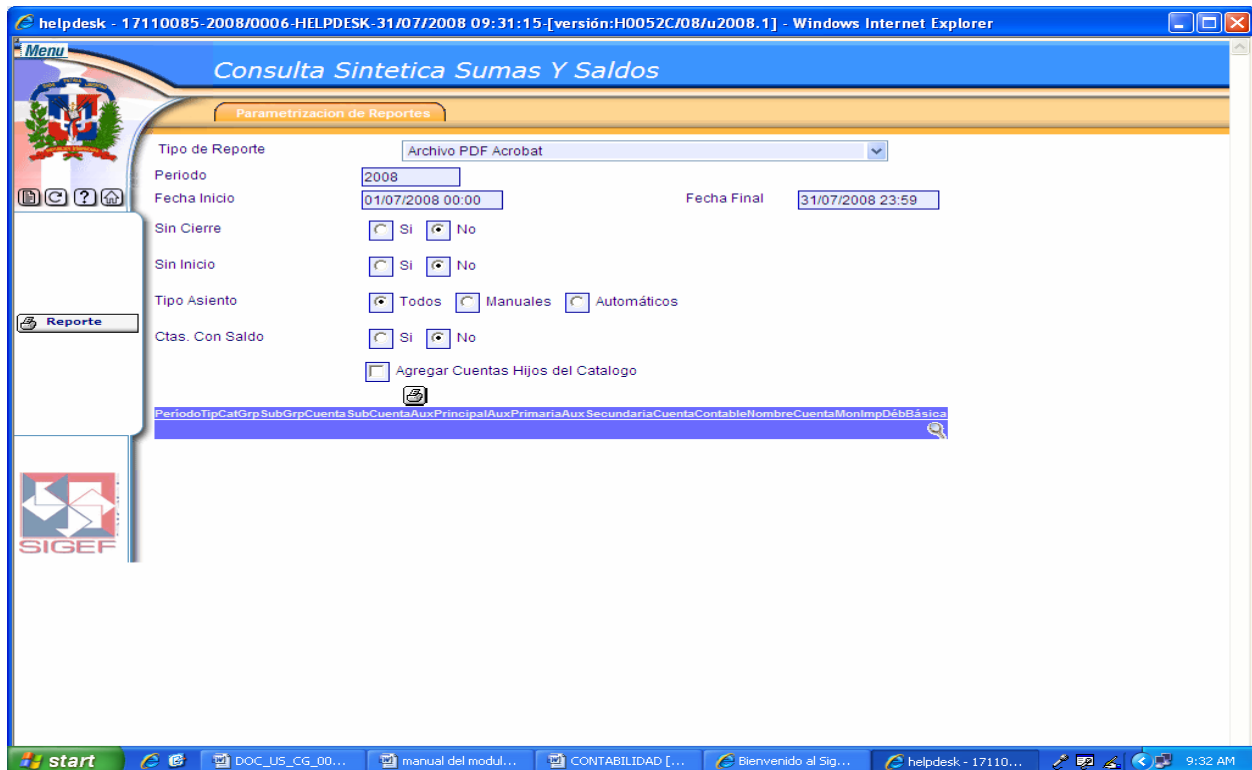 helpdesk - 17110085-2008/0006-HELPDESK-31/07/2008 09:31:15-[versión:H0052C/08/u2008.1] - Windows Internet Explorer
Menu
Consulta Sintetica Sumas Y Saldos
Parametrizacion de Reportes
Tipo de Reporte Archivo PDF Acrobat
Periodo 2008
Fecha Inicio 01/07/2008 00:00 Fecha Final 31/07/2008 23:59
Sin Cierre Si No
Sin Inicio Si No
Tipo Asiento Todos Manuales Automáticos
Reporte
Ctas. Con Saldo Si No
Agregar Cuentas Hijos del Catalogo
PeríodoTipCatGrpSubGrpCuentaSubCuentaAuxPrincipalAuxPrimariaAuxSecundariaCuentaContableNombreCuentaMonImpDébBásica
SIGEF
start DOC_US_CG_00... manual del modul... CONTABILIDAD [... Bienvenido al Sig... helpdesk - 17110... 9:32 AM